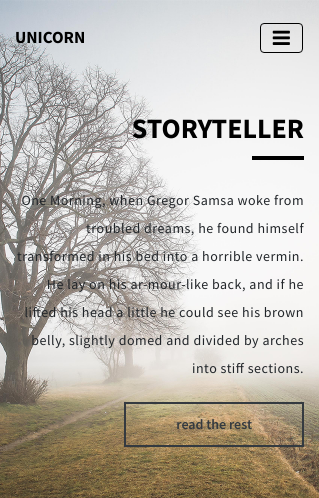 UNICORN
STORYTELLER
One Morning, when Gregor Samsa woke from
troubled dreams, he found himself
transformed in his bed into a horrible vermin.
He lay on his ar-mour-like back, and if he
lifted his head a little he could see his brown
belly, slightly domed and divided by arches
into stiff sections.
read the rest